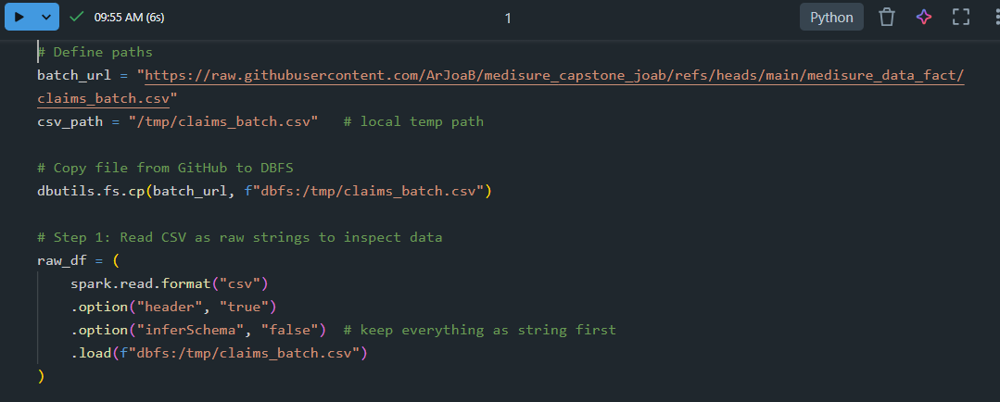 09:55 AM (6s)
1
Python
# Define paths
batch_url = "https://raw.githubusercontent.com/ArJoaB/medisure_capstone_joab/refs/heads/main/medisure_data_fact/
claims_batch.csv"
csv_path = "/tmp/claims_batch.csv"   # local temp path
# Copy file from GitHub to DBFS
dbutils.fs.cp(batch_url, f"dbfs:/tmp/claims_batch.csv")
# Step 1: Read CSV as raw strings to inspect data
raw_df = (
    spark.read.format("csv")
    .option("header", "true")
    .option("inferSchema", "false")  # keep everything as string first
    .load(f"dbfs:/tmp/claims_batch.csv")
)